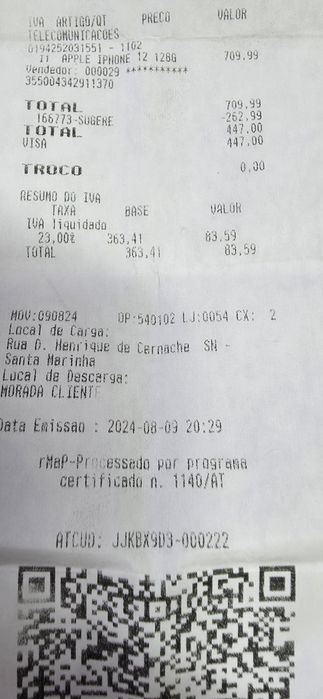 IVA ARTIGO/QT PRECO VALOR
TELECOMUNICACOES
0194252031551 - 1102
11 APPLE IPHONE 12 128G 709.99
Vendedor: 000029 ***********
355004342911370
TOTAL 709.99
166773-SUGERE -262.99
TOTAL 447.00
VISA 447.00
TROCO 0,00
RESUMO DO IVA
TAXA BASE VALOR
IVA liquidado
23,00% 363,41 83,59
TOTAL 363,41 83,59
MOV:090824 OP-540102 LJ:0054 CX: 2
Local de Carga:
Rua D. Henrique de Cernache SN -
Santa Marinha
Local de Descarga:
MORADA CLIENTE
Data Emissao : 2024-08-09 20:29
rMaP-Processado por programa
certificado n. 1140/AT
ATCUD: JJKBX9D3-000222